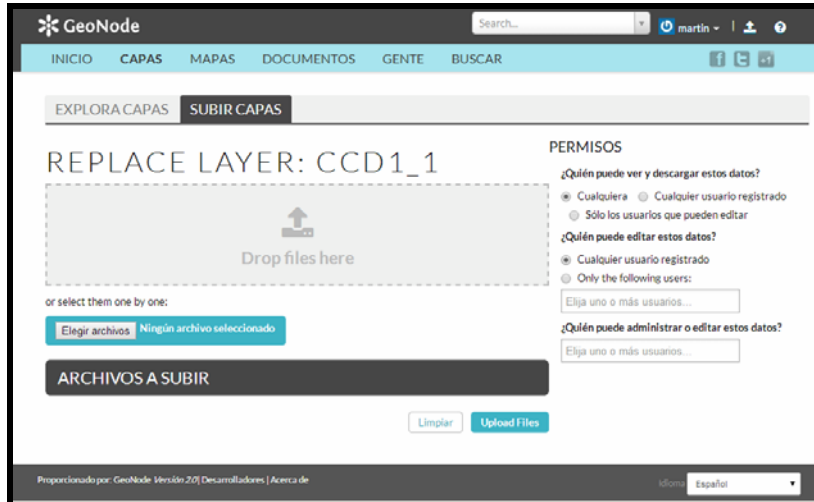 GeoNode
Search...
martin
INICIO CAPAS MAPAS DOCUMENTOS GENTE BUSCAR
EXPLORA CAPAS SUBIR CAPAS
REPLACE LAYER: CCD1_1
Drop files here
or select them one by one:
Elegir archivos Ningún archivo seleccionado
ARCHIVOS A SUBIR
Limpiar Upload Files
PERMISOS
¿Quién puede ver y descargar estos datos?
Cualquiera Cualquier usuario registrado
Sólo los usuarios que pueden editar
¿Quién puede editar estos datos?
Cualquier usuario registrado
Only the following users:
Elija uno o más usuarios...
¿Quién puede administrar o editar estos datos?
Elija uno o más usuarios...
Proporcionado por: GeoNode Versión 2.0| Desarrolladores | Acerca de
Idioma Español